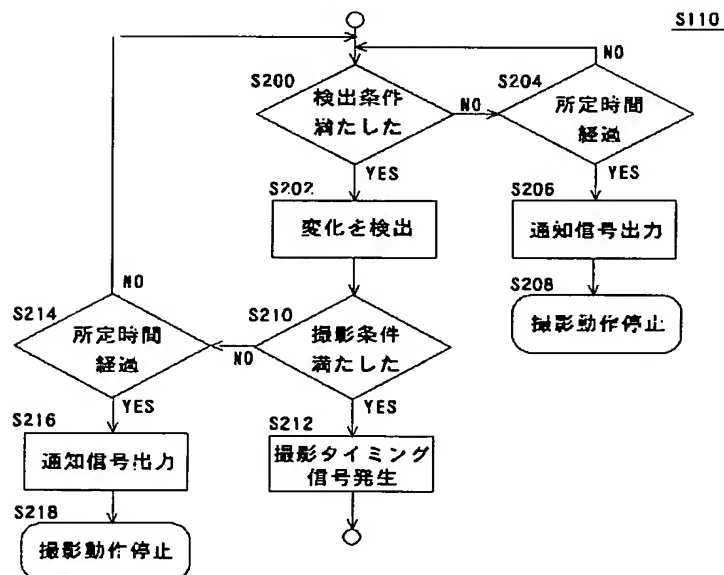 S110
S200
検出条件
満たした
NO
YES
S204
NO
所定時間
経過
YES
S202
変化を検出
S206
通知信号出力
S208
撮影動作停止
S210
撮影条件
満たした
NO
YES
S214
NO
所定時間
経過
YES
S212
撮影タイミング
信号発生
S216
通知信号出力
S218
撮影動作停止